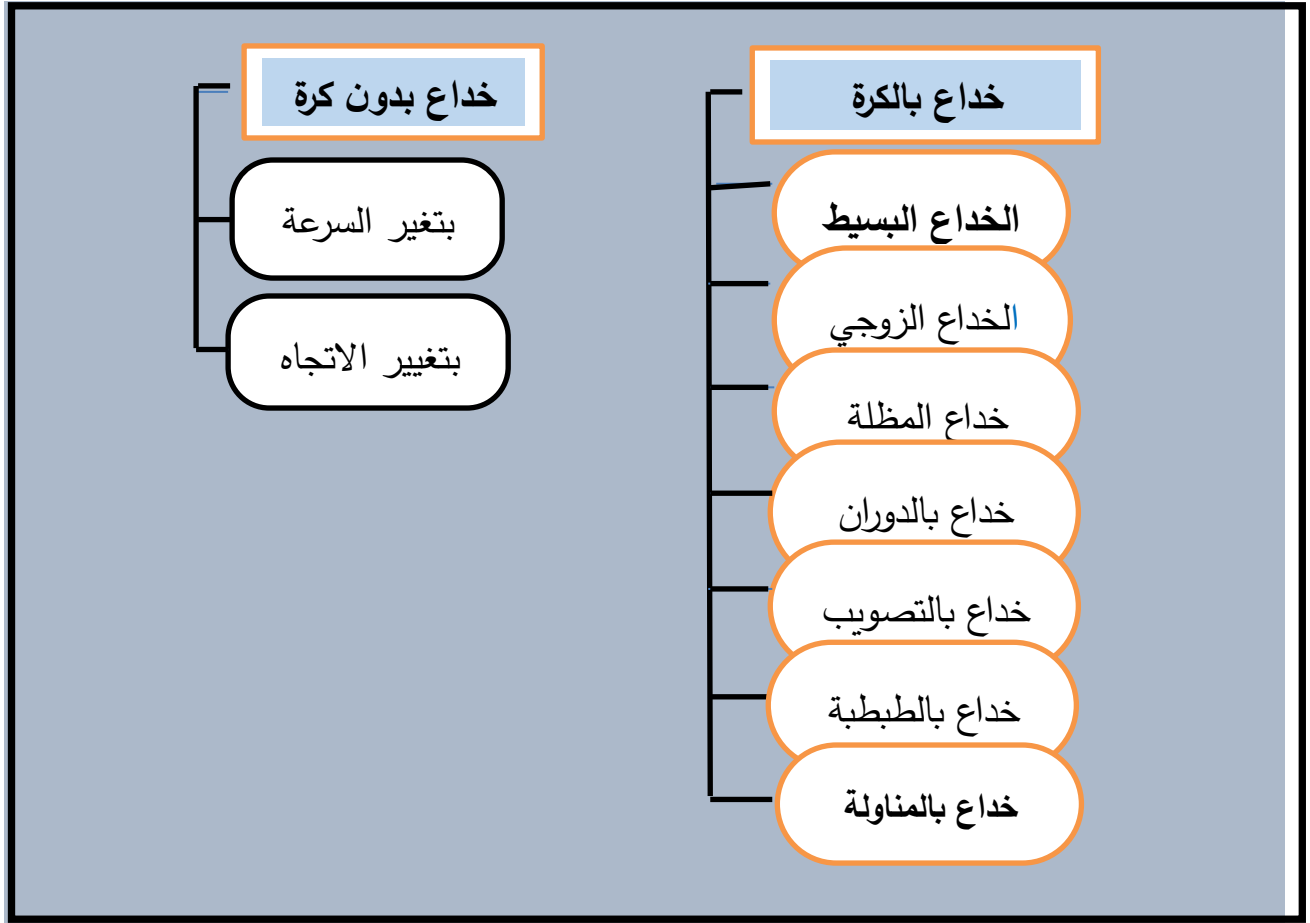 خداع بالكرة
الخداع البسيط
الخداع الزوجي
خداع المظلة
خداع بالدوران
خداع بالتصويب
خداع بالطبطبة
خداع بالمناولة
خداع بدون كرة
بتغير السرعة
بتغيير الاتجاه